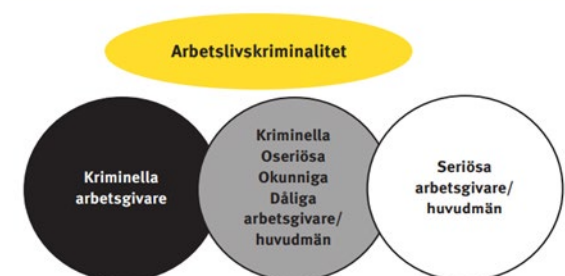 Arbetslivskriminalitet
Kriminella
arbetsgivare
Kriminella
Oseriösa
Okunniga
Dåliga
arbetsgivare/
huvudmän
Seriösa
arbetsgivare/
huvudmän